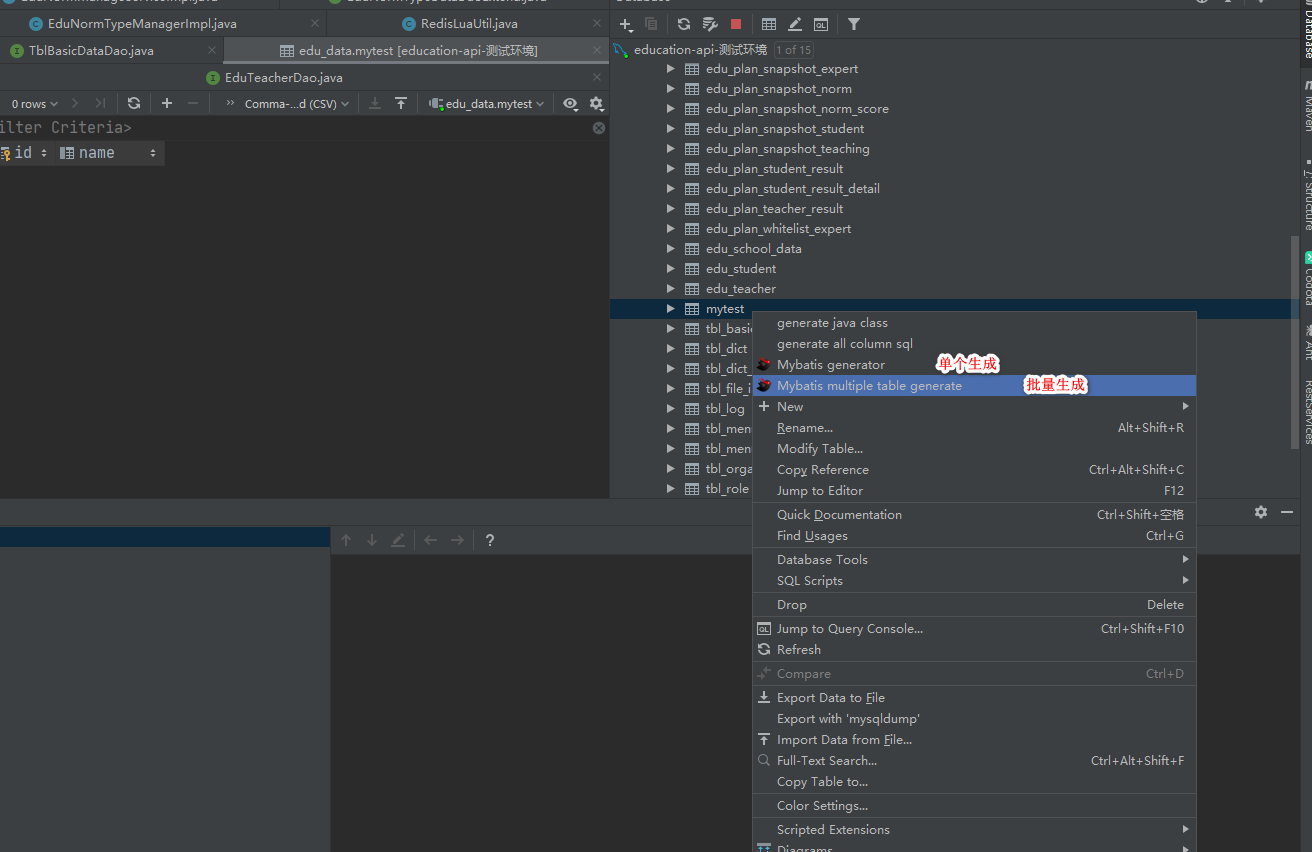 EduNormTypeManagerImpl.java
RedisLuaUtil.java
TblBasicDataDao.java
edu_data.mytest [education-api-测试环境]
EduTeacherDao.java
0 rows
Comma-...d (CSV)
edu_data.mytest
ilter Criteria>
id
name
education-api-测试环境 1 of 15
edu_plan_snapshot_expert
edu_plan_snapshot_norm
edu_plan_snapshot_norm_score
edu_plan_snapshot_student
edu_plan_snapshot_teaching
edu_plan_student_result
edu_plan_student_result_detail
edu_plan_teacher_result
edu_plan_whitelist_expert
edu_school_data
edu_student
edu_teacher
mytest
tbl_basi
tbl_dict
tbl_dict_
tbl_file_i
tbl_log
tbl_men
tbl_men
tbl_orga
tbl_role
generate java class
generate all column sql
Mybatis generator
单个生成
Mybatis multiple table generate
批量生成
New
Rename... Alt+Shift+R
Modify Table...
Copy Reference Ctrl+Alt+Shift+C
Jump to Editor F12
Quick Documentation Ctrl+Shift+空格
Find Usages Ctrl+G
Database Tools
SQL Scripts
Drop Delete
QL Jump to Query Console... Ctrl+Shift+F10
Refresh
Compare Ctrl+D
Export Data to File
Export with 'mysqldump'
Import Data from File...
Full-Text Search... Ctrl+Alt+Shift+F
Copy Table to...
Color Settings...
Scripted Extensions
Diagrams
?
Database
Maven
7: Structure
Codota
Ant
RestServices